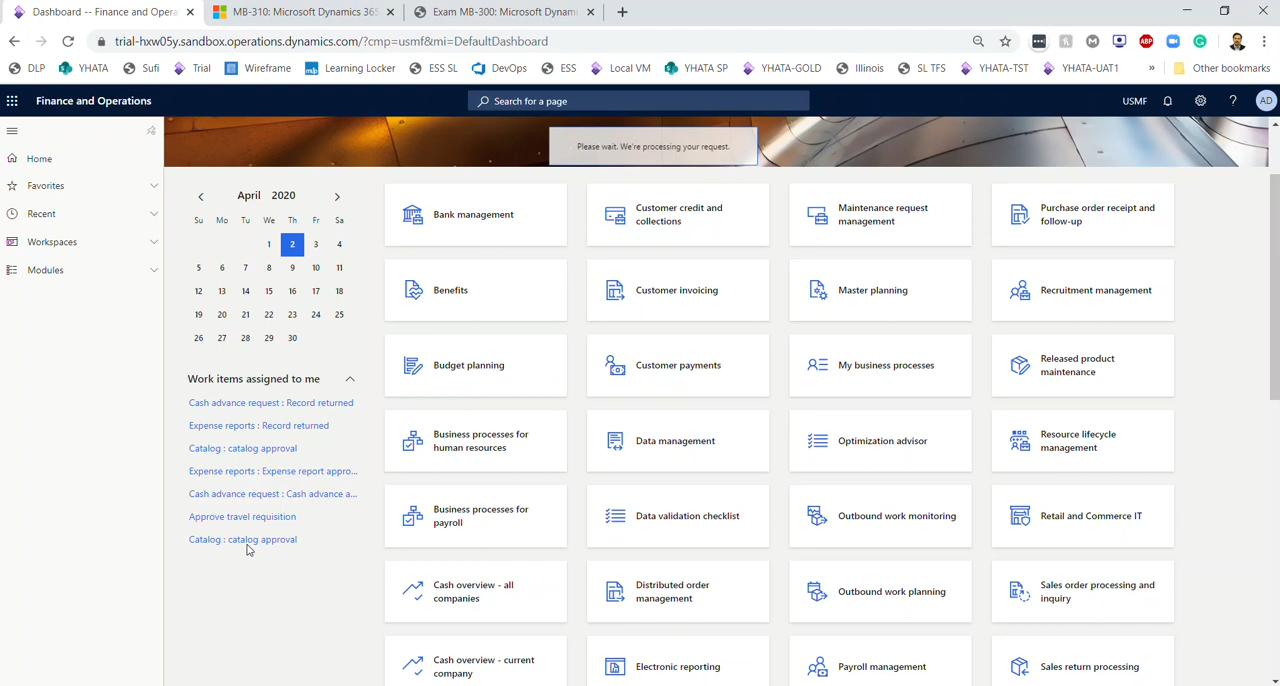 Dashboard -- Finance and Opera
MB-310: Microsoft Dynamics 365
Exam MB-300: Microsoft Dynami
trial-hxw05y.sandbox.operations.dynamics.com/?cmp=usmf&mi=DefaultDashboard
ABP
DLP
YHATA
Sufi
Trial
Wireframe
Learning Locker
ESS SL
DevOps
ESS
Local VM
YHATA SP
YHATA-GOLD
Illinois
SL TFS
YHATA-TST
YHATA-UAT1
»
Other bookmarks
Finance and Operations
Search for a page
USMF
?
AD
Please wait. We're processing your request.
Home
Favorites
Recent
Workspaces
Modules
April 2020
Su Mo Tu We Th Fr Sa
1 2 3 4
5 6 7 8 9 10 11
12 13 14 15 16 17 18
19 20 21 22 23 24 25
26 27 28 29 30
Work items assigned to me
Cash advance request : Record returned
Expense reports : Record returned
Catalog : catalog approval
Expense reports : Expense report appro...
Cash advance request : Cash advance a...
Approve travel requisition
Catalog : catalog approval
Bank management
Customer credit and
collections
Maintenance request
management
Purchase order receipt and
follow-up
Benefits
Customer invoicing
Master planning
Recruitment management
Budget planning
Customer payments
My business processes
Released product
maintenance
Business processes for
human resources
Data management
Optimization advisor
Resource lifecycle
management
Business processes for
payroll
Data validation checklist
Outbound work monitoring
Retail and Commerce IT
Cash overview - all
companies
Distributed order
management
Outbound work planning
Sales order processing and
inquiry
Cash overview - current
company
Electronic reporting
Payroll management
Sales return processing